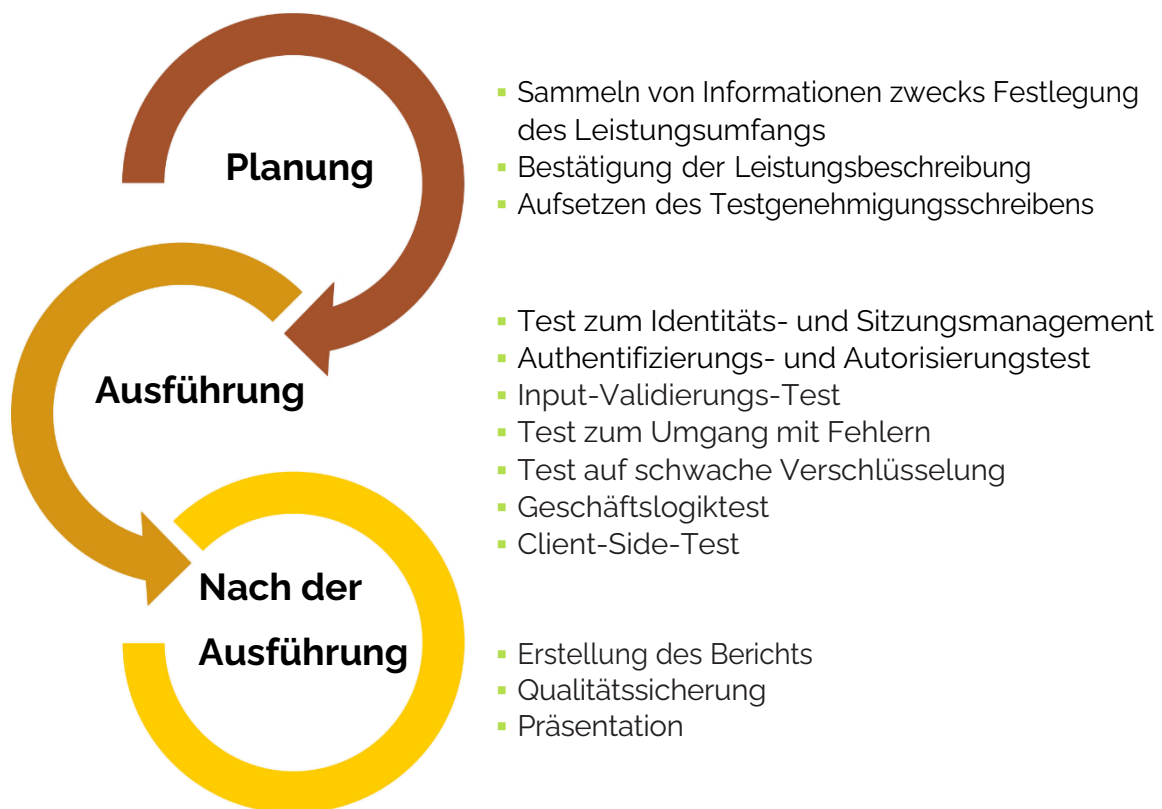 Planung
▪ Sammeln von Informationen zwecks Festlegung
des Leistungsumfangs
▪ Bestätigung der Leistungsbeschreibung
▪ Aufsetzen des Testgenehmigungsschreibens
Ausführung
▪ Test zum Identitäts- und Sitzungsmanagement
▪ Authentifizierungs- und Autorisierungstest
▪ Input-Validierungs-Test
▪ Test zum Umgang mit Fehlern
▪ Test auf schwache Verschlüsselung
▪ Geschäftslogiktest
▪ Client-Side-Test
Nach der
Ausführung
▪ Erstellung des Berichts
▪ Qualitätssicherung
▪ Präsentation